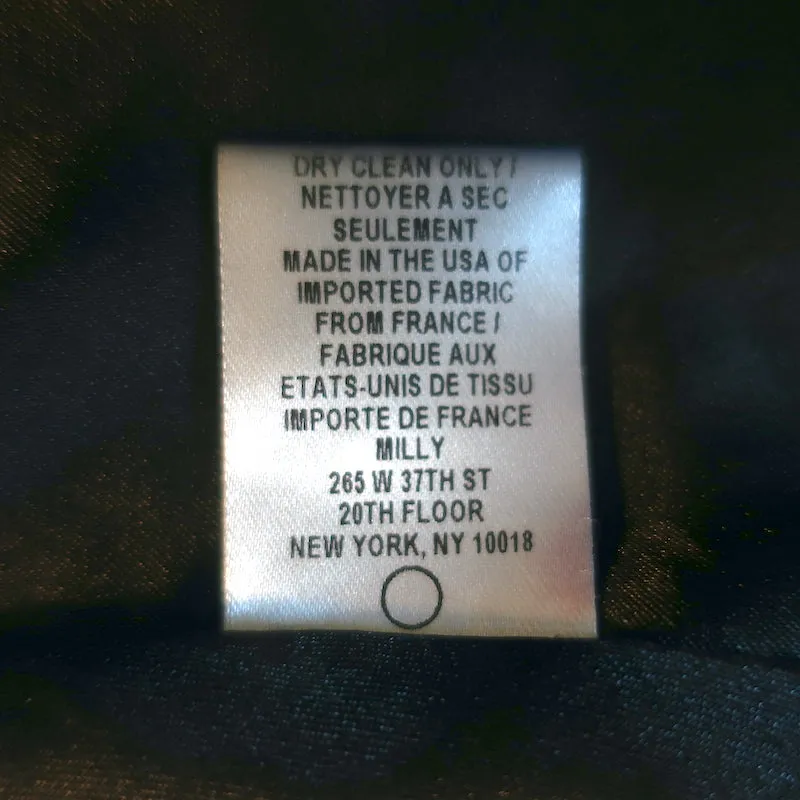 DRY CLEAN ONLY /
NETTOYER A SEC
SEULEMENT
MADE IN THE USA OF
IMPORTED FABRIC
FROM FRANCE /
FABRIQUE AUX
ETATS-UNIS DE TISSU
IMPORTE DE FRANCE
MILLY
265 W 37TH ST
20TH FLOOR
NEW YORK, NY 10018